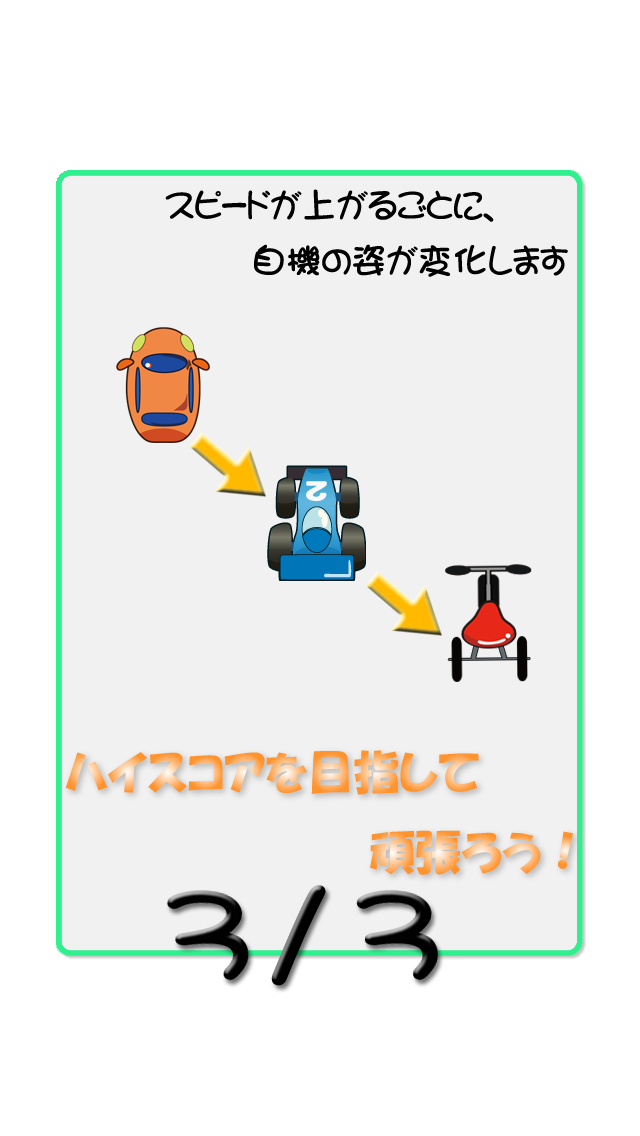 スピードが上がるごとに、
自機の姿が変化します
2
ハイスコアを目指して
頑張ろう！
3/3